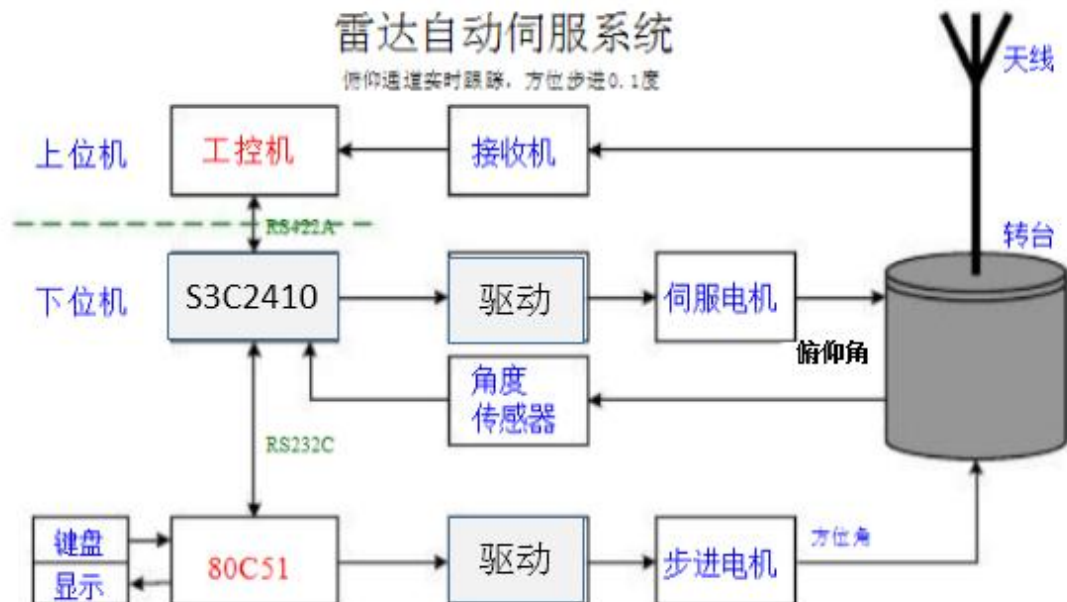 雷达自动伺服系统
俯仰通道实时跟踪，方位步进0.1度
天线
上位机
工控机
接收机
RS422A
转台
下位机
S3C2410
驱动
伺服电机
俯仰角
角度
传感器
RS232C
键盘
显示
80C51
驱动
步进电机
方位角